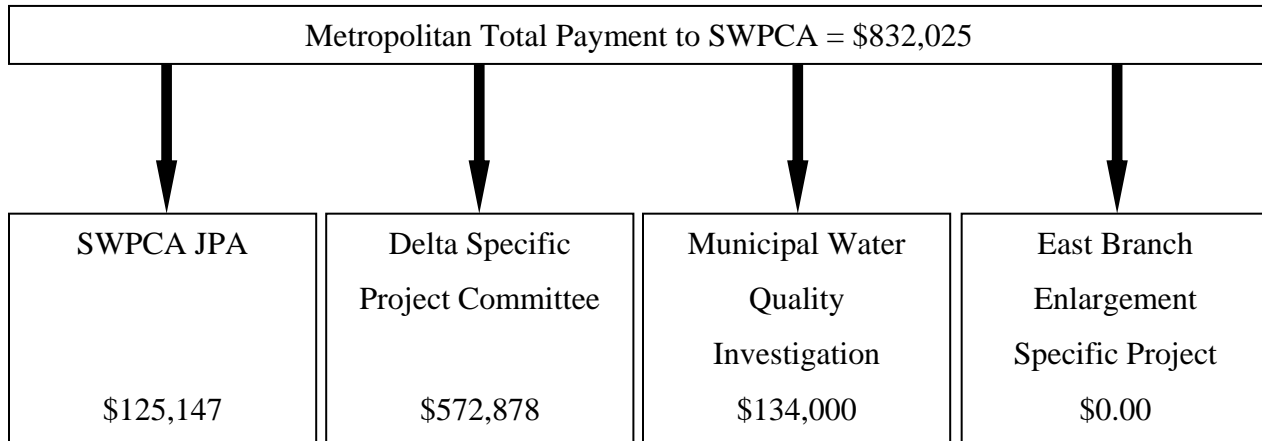 Metropolitan Total Payment to SWPCA = $832,025
SWPCA JPA
$125,147
Delta Specific
Project Committee
$572,878
Municipal Water
Quality
Investigation
$134,000
East Branch
Enlargement
Specific Project
$0.00